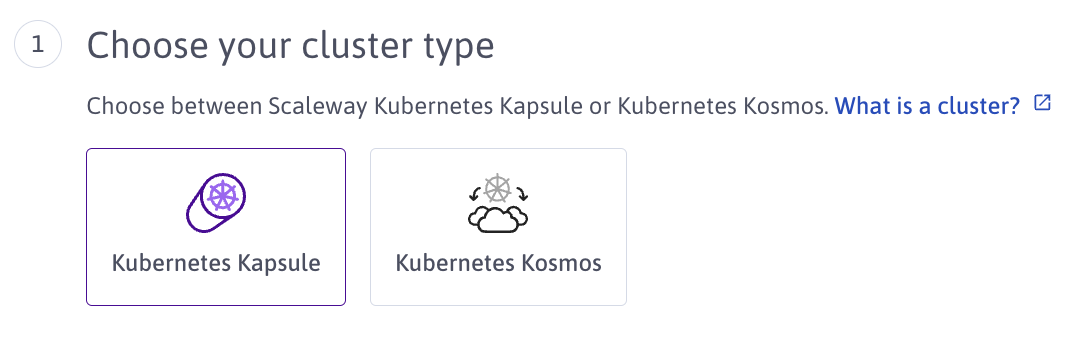 1
Choose your cluster type
Choose between Scaleway Kubernetes Kapsule or Kubernetes Kosmos. What is a cluster?
Kubernetes Kapsule
Kubernetes Kosmos